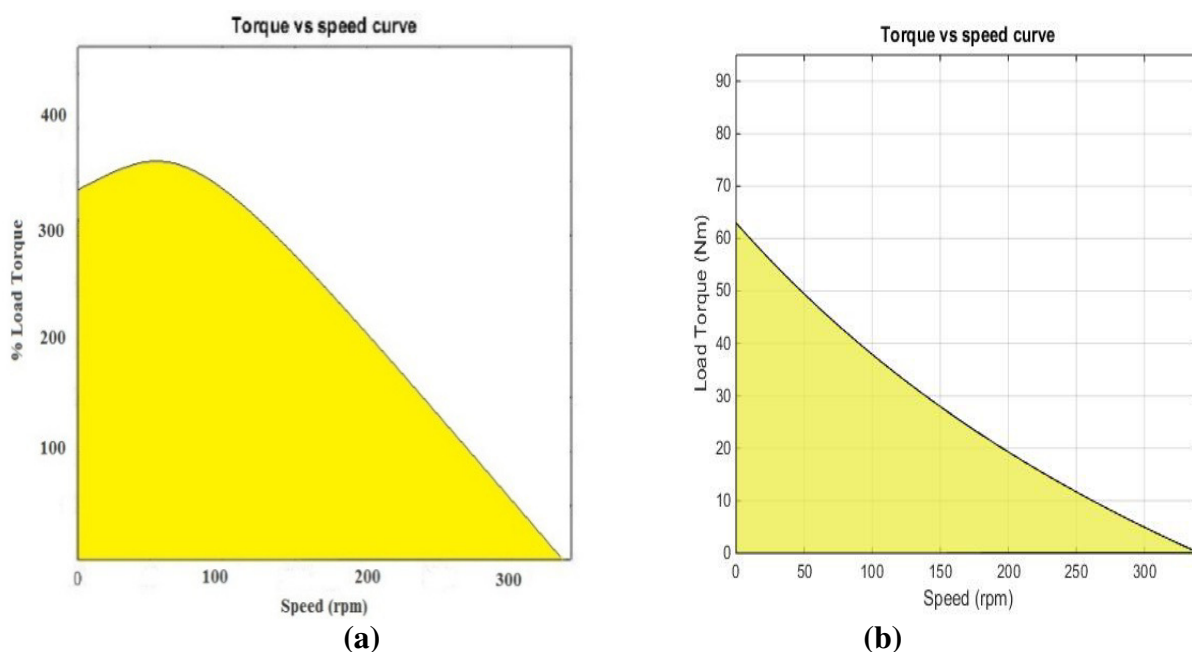 Torque vs speed curve
400
300
200
100
% Load Torque
0 100 200 300
Speed (rpm)
(a)
Torque vs speed curve
90
80
70
60
50
40
30
20
10
0
Load Torque (Nm)
0 50 100 150 200 250 300
Speed (rpm)
(b)